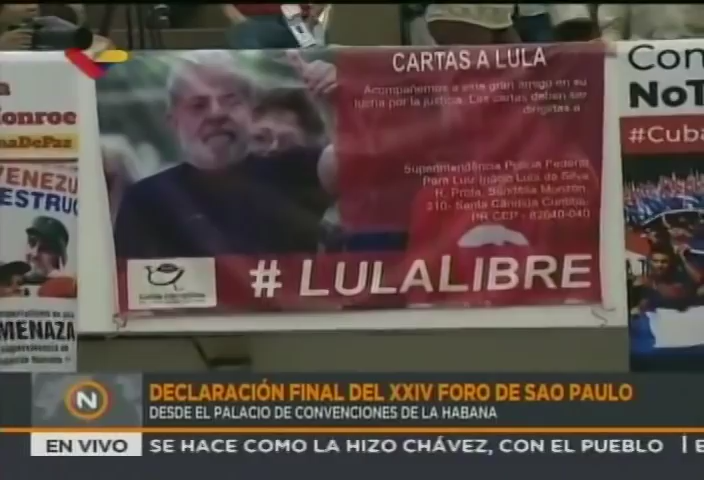 CARTAS A LULA
Acompañemos a este gran amigo en su
lucha por la justicia. Las cartas deben ser
dirigidas a :
Superintendência Polícia Federal
Para Luiz Inácio Lula da Silva
R. Profa. Sandália Monzon,
210- Santa Cândida Curitiba,
PR CEP - 82640-040
# LULALIBRE
Monroe
aDePaz
VENEZU
ESTRUC
MENAZA
Con
NoT
#Cuba
N
DECLARACIÓN FINAL DEL XXIV FORO DE SAO PAULO
DESDE EL PALACIO DE CONVENCIONES DE LA HABANA
EN VIVO
SE HACE COMO LA HIZO CHÁVEZ, CON EL PUEBLO | E